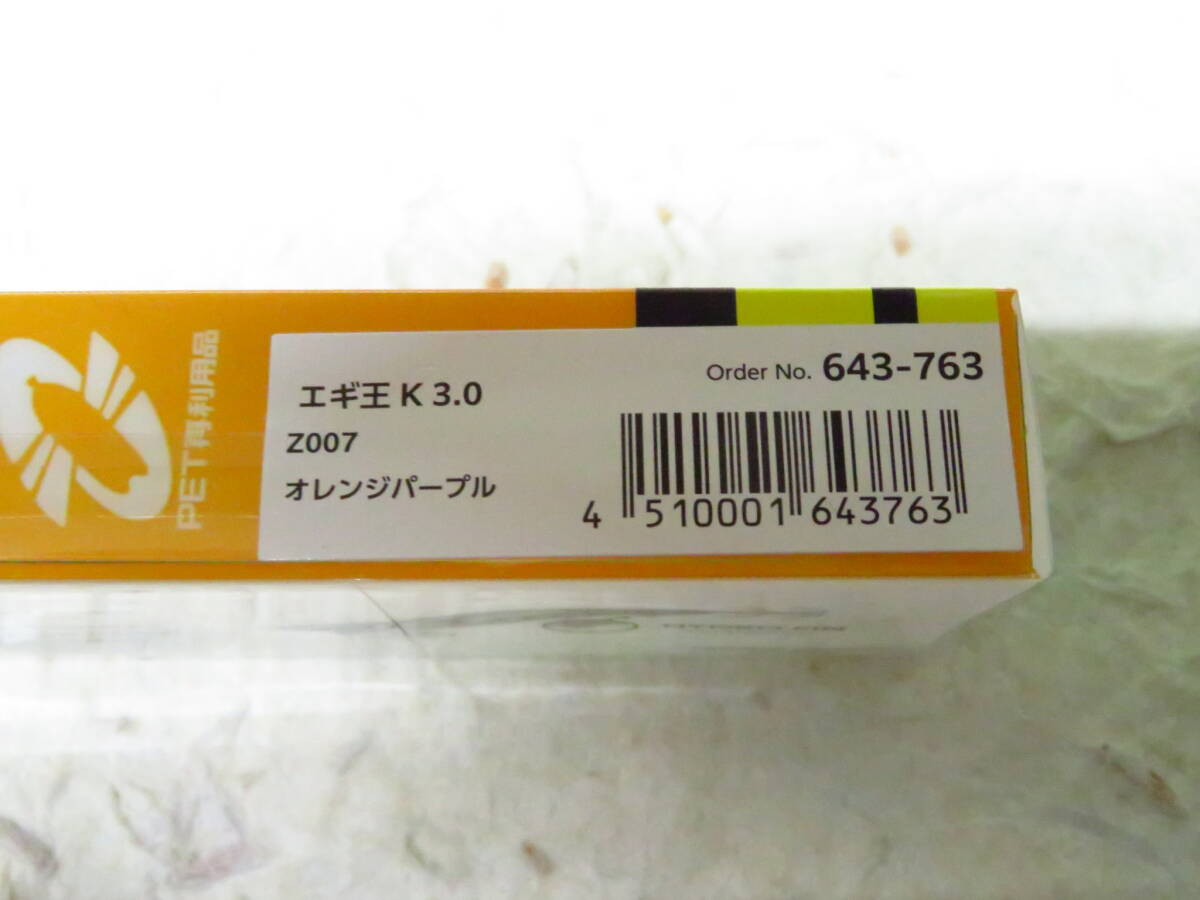 PET再利用品
エギ王 K 3.0
Z007
オレンジパープル
Order No. 643-763
4 510001 643763